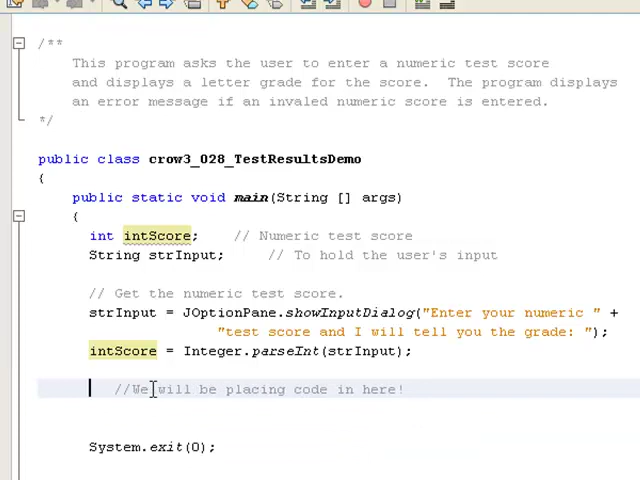 /**
This program asks the user to enter a numeric test score
and displays a letter grade for the score.  The program displays
an error message if an invaled numeric score is entered.
*/
public class crow3_028_TestResultsDemo
{
public static void main(String [] args)
{
int intScore;    // Numeric test score
String strInput;     // To hold the user's input
// Get the numeric test score.
strInput = JOptionPane.showInputDialog("Enter your numeric " +
"test score and I will tell you the grade: ");
intScore = Integer.parseInt(strInput);
//We will be placing code in here!
System.exit(0);